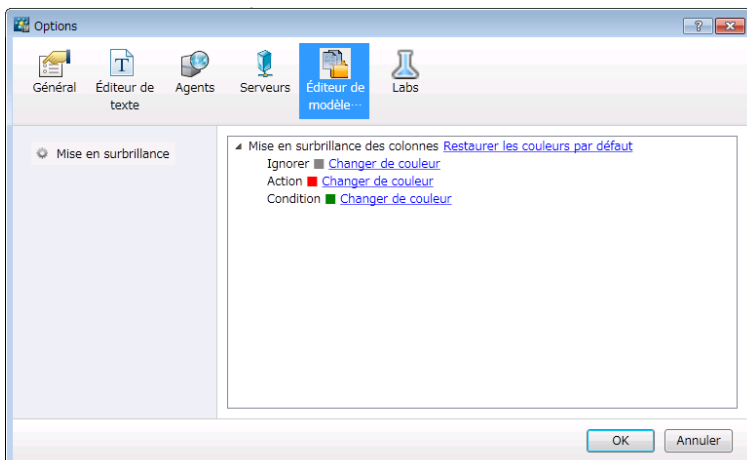 Options
Général Éditeur de texte Agents Serveurs Éditeur de modèle... Labs
Mise en surbrillance
Mise en surbrillance des colonnes Restaurer les couleurs par défaut
Ignorer Changer de couleur
Action Changer de couleur
Condition Changer de couleur
OK Annuler